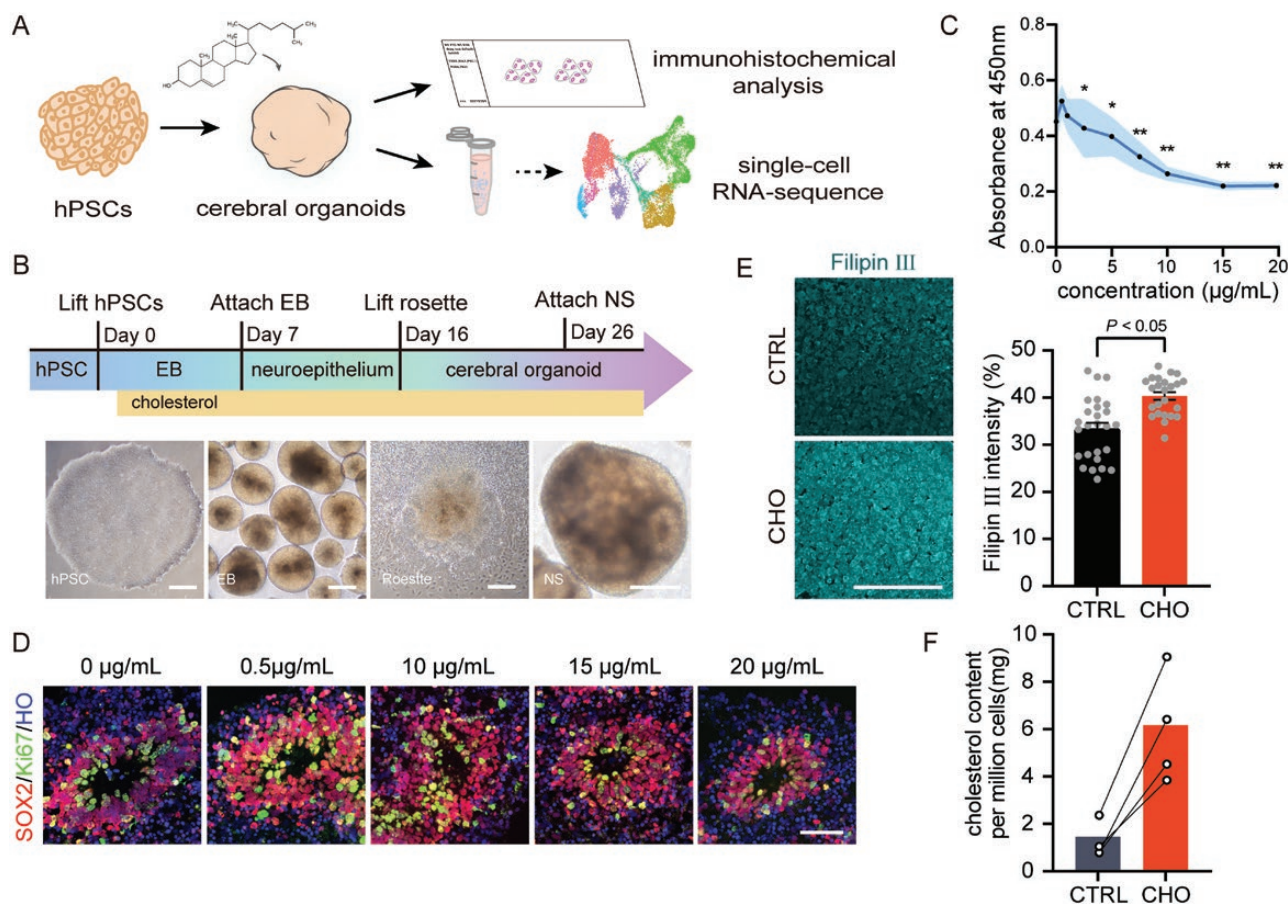 A
HO
hPSCs
cerebral organoids
immunohistochemical
analysis
single-cell
RNA-sequence
B
Lift hPSCs
Attach EB
Lift rosette
Attach NS
Day 0
Day 7
Day 16
Day 26
hPSC
EB
neuroepithelium
cerebral organoid
cholesterol
hPSC
EB
Roestte
NS
C
Absorbance at 450nm
0.8
0.6
0.4
0.2
0.0
* * ** ** ** **
0 5 10 15 20
concentration (µg/mL)
D
0 µg/mL
0.5µg/mL
10 µg/mL
15 µg/mL
20 µg/mL
SOX2/Ki67/HO
E
Filipin III
CTRL
CHO
P < 0.05
Filipin III intensity (%)
50
40
30
20
10
0
CTRL CHO
F
cholesterol content
per million cells(mg)
10
8
6
4
2
0
CTRL CHO